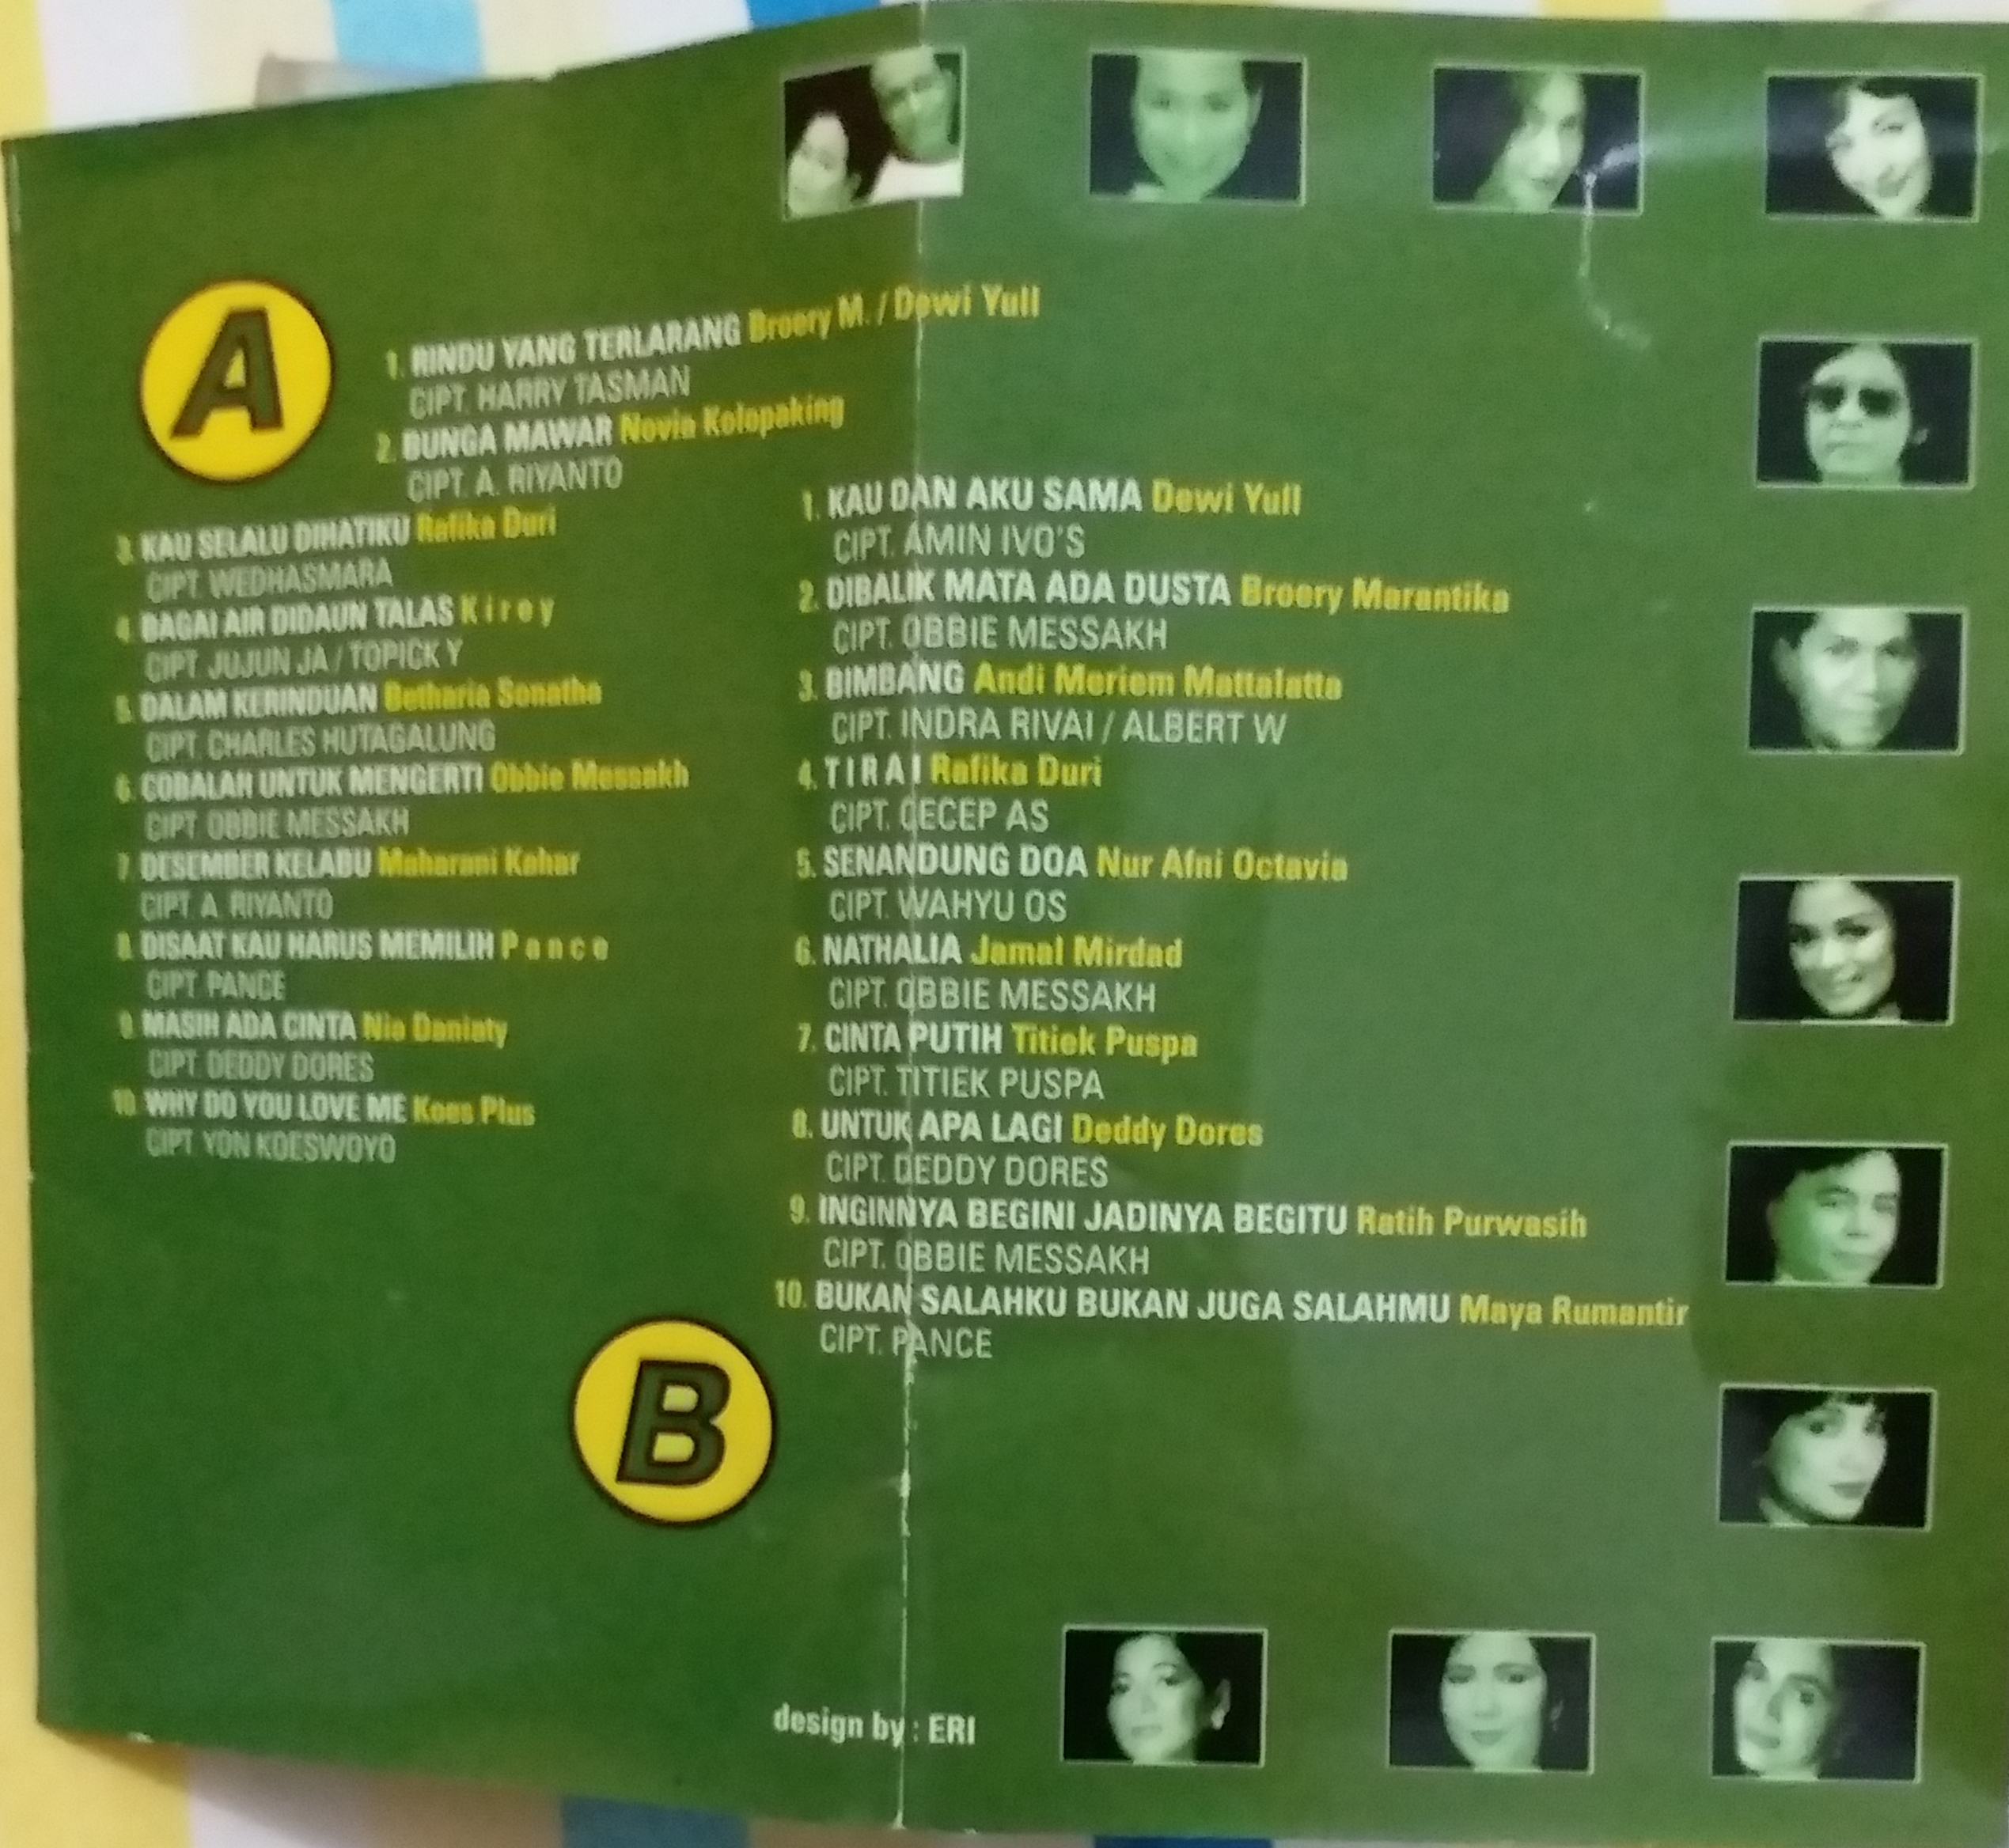 A
1. RINDU YANG TERLARANG Broery M. / Dewi Yull
CIPT. HARRY TASMAN
2. BUNGA MAWAR Novia Kolopaking
CIPT. A. RIYANTO
3. KAU SELALU DIHATIKU Rafika Duri
CIPT. WEDHASMARA
4. BAGAI AIR DIDAUN TALAS Kirey
CIPT. JUJUN JA / TOPICK Y
5. DALAM KERINDUAN Betharia Sonatha
CIPT. CHARLES HUTAGALUNG
6. COBALAH UNTUK MENGERTI Obbie Messakh
CIPT. OBBIE MESSAKH
7. DESEMBER KELABU Maharani Kahar
CIPT. A. RIYANTO
8. DISAAT KAU HARUS MEMILIH Pance
CIPT. PANCE
9. MASIH ADA CINTA Nia Daniaty
CIPT. DEDDY DORES
10. WHY DO YOU LOVE ME Koes Plus
CIPT. YON KOESWOYO
B
1. KAU DAN AKU SAMA Dewi Yull
CIPT. AMIN IVO'S
2. DIBALIK MATA ADA DUSTA Broery Marantika
CIPT. OBBIE MESSAKH
3. BIMBANG Andi Meriem Mattalatta
CIPT. INDRA RIVAI / ALBERT W
4. TIRAI Rafika Duri
CIPT. CECEP AS
5. SENANDUNG DOA Nur Afni Octavia
CIPT. WAHYU OS
6. NATHALIA Jamal Mirdad
CIPT. OBBIE MESSAKH
7. CINTA PUTIH Titiek Puspa
CIPT. TITIEK PUSPA
8. UNTUK APA LAGI Deddy Dores
CIPT. DEDDY DORES
9. INGINNYA BEGINI JADINYA BEGITU Ratih Purwasih
CIPT. OBBIE MESSAKH
10. BUKAN SALAHKU BUKAN JUGA SALAHMU Maya Rumantir
CIPT. PANCE
design by : ERI